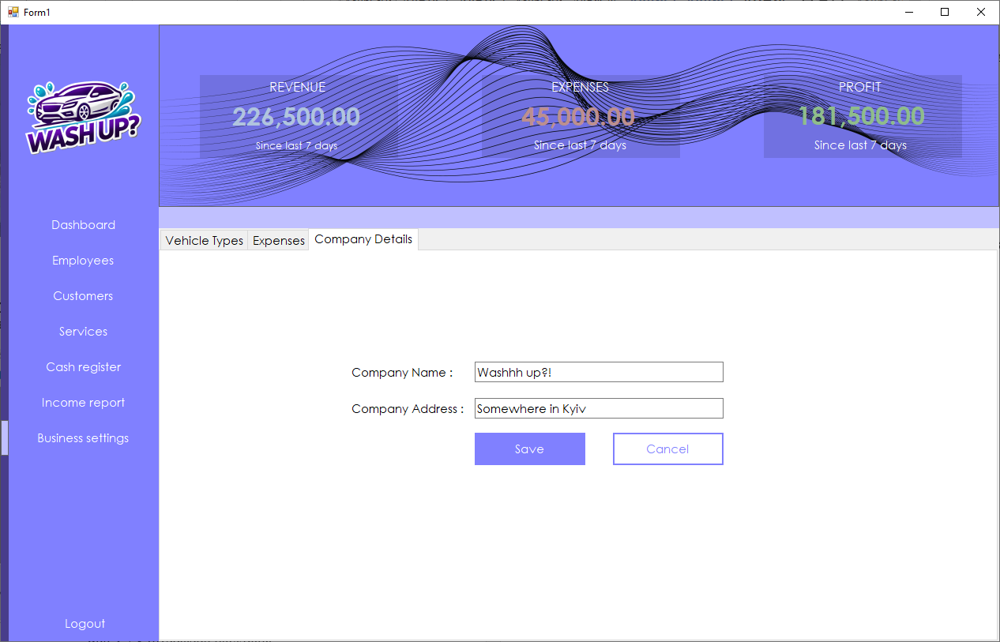 Form1
WASH UP?
REVENUE
226,500.00
Since last 7 days
EXPENSES
45,000.00
Since last 7 days
PROFIT
181,500.00
Since last 7 days
Dashboard
Employees
Customers
Services
Cash register
Income report
Business settings
Logout
Vehicle Types Expenses Company Details
Company Name : Washhh up?!
Company Address : Somewhere in Kyiv
Save Cancel